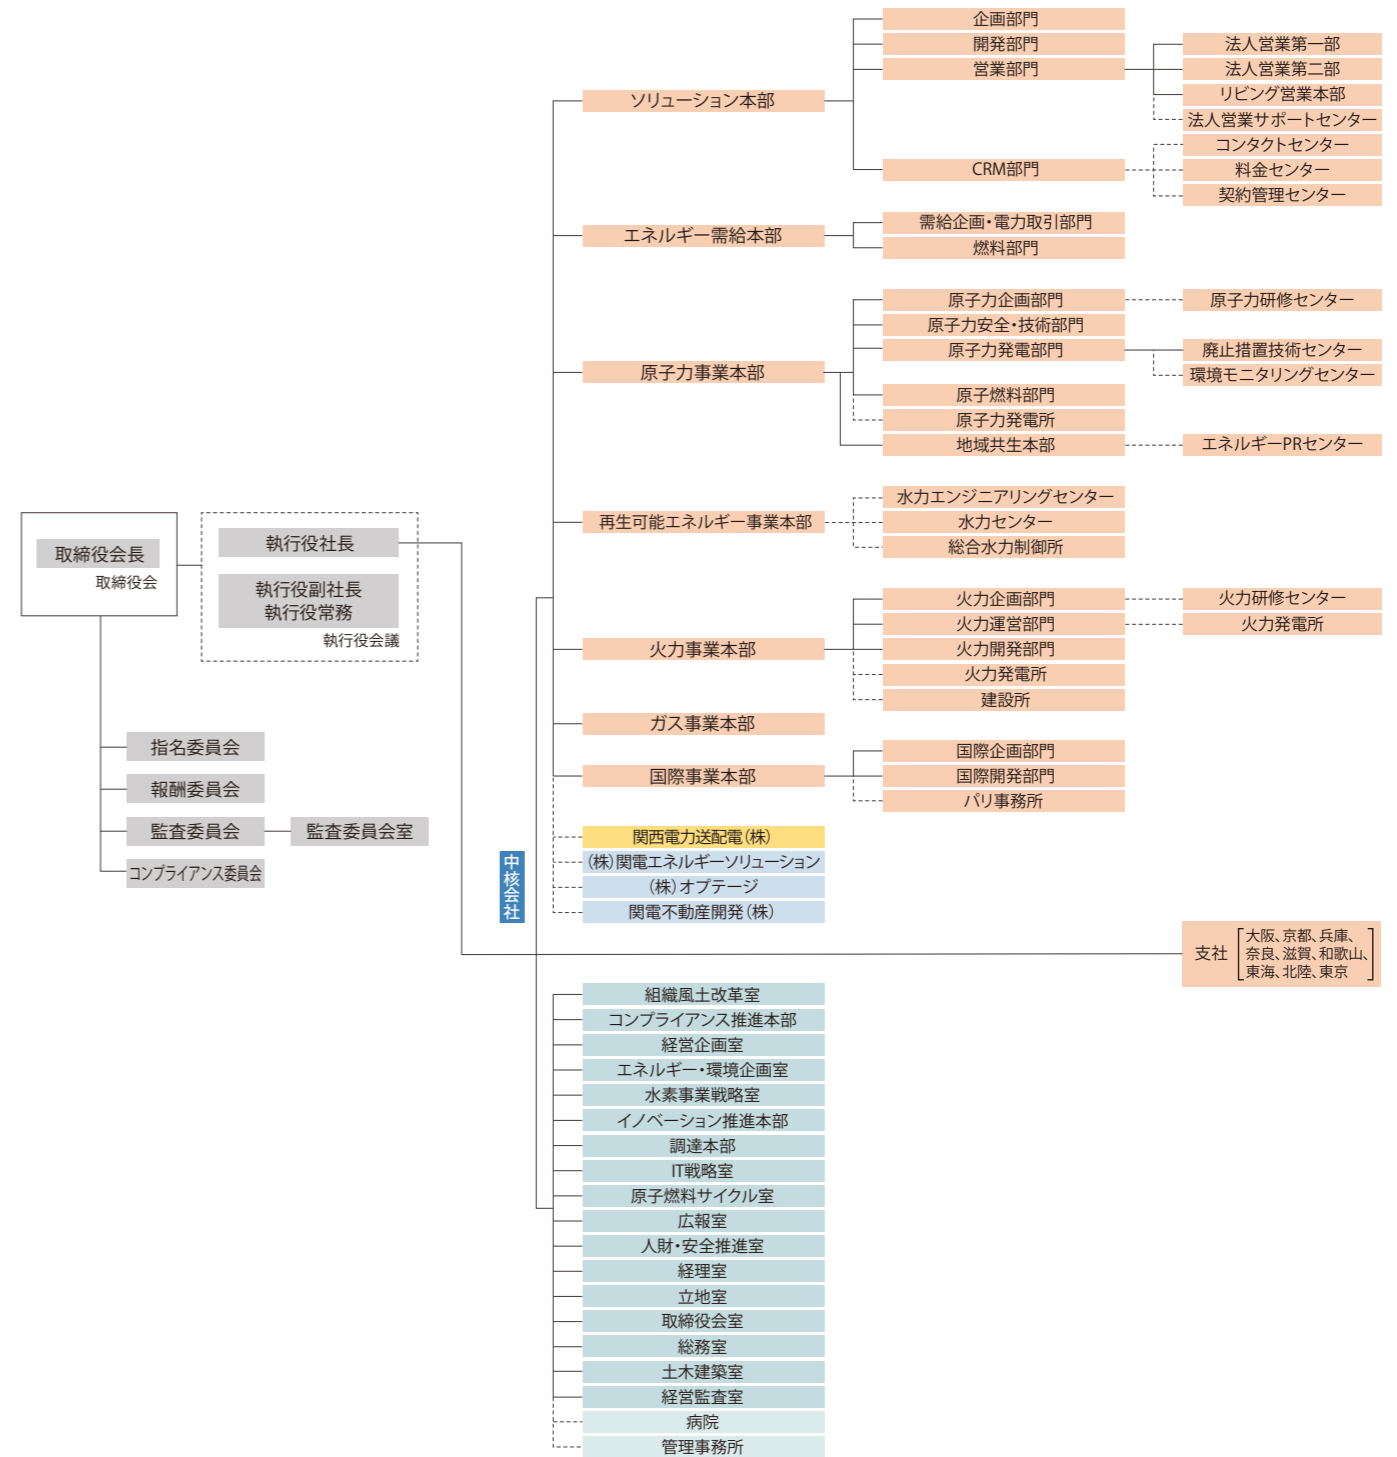 取締役会長
取締役会
執行役社長
執行役副社長
執行役常務
執行役会議
指名委員会
報酬委員会
監査委員会
監査委員会室
コンプライアンス委員会
中核会社
ソリューション本部
企画部門
開発部門
営業部門
法人営業第一部
法人営業第二部
リビング営業本部
法人営業サポートセンター
CRM部門
コンタクトセンター
料金センター
契約管理センター
エネルギー需給本部
需給企画・電力取引部門
燃料部門
原子力事業本部
原子力企画部門
原子力研修センター
原子力安全・技術部門
原子力発電部門
廃止措置技術センター
環境モニタリングセンター
原子燃料部門
原子力発電所
地域共生本部
エネルギーPRセンター
再生可能エネルギー事業本部
水力エンジニアリングセンター
水力センター
総合水力制御所
火力事業本部
火力企画部門
火力研修センター
火力運営部門
火力発電所
火力開発部門
火力発電所
建設所
ガス事業本部
国際事業本部
国際企画部門
国際開発部門
パリ事務所
関西電力送配電(株)
(株)関電エネルギーソリューション
(株)オプテージ
関電不動産開発(株)
支社
大阪、京都、兵庫、
奈良、滋賀、和歌山、
東海、北陸、東京
組織風土改革室
コンプライアンス推進本部
経営企画室
エネルギー・環境企画室
水素事業戦略室
イノベーション推進本部
調達本部
IT戦略室
原子燃料サイクル室
広報室
人財・安全推進室
経理室
立地室
取締役会室
総務室
土木建築室
経営監査室
病院
管理事務所